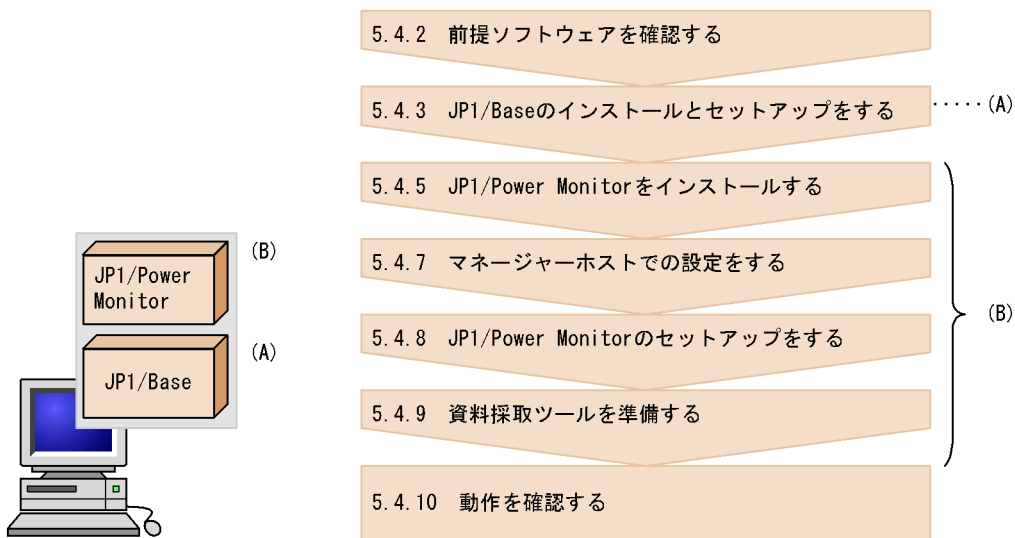 5.4.2 前提ソフトウェアを確認する
5.4.3 JP1/Baseのインストールとセットアップをする
(A)
5.4.5 JP1/Power Monitorをインストールする
5.4.7 マネージャーホストでの設定をする
5.4.8 JP1/Power Monitorのセットアップをする
5.4.9 資料採取ツールを準備する
(B)
5.4.10 動作を確認する
JP1/Power
Monitor
(B)
JP1/Base
(A)